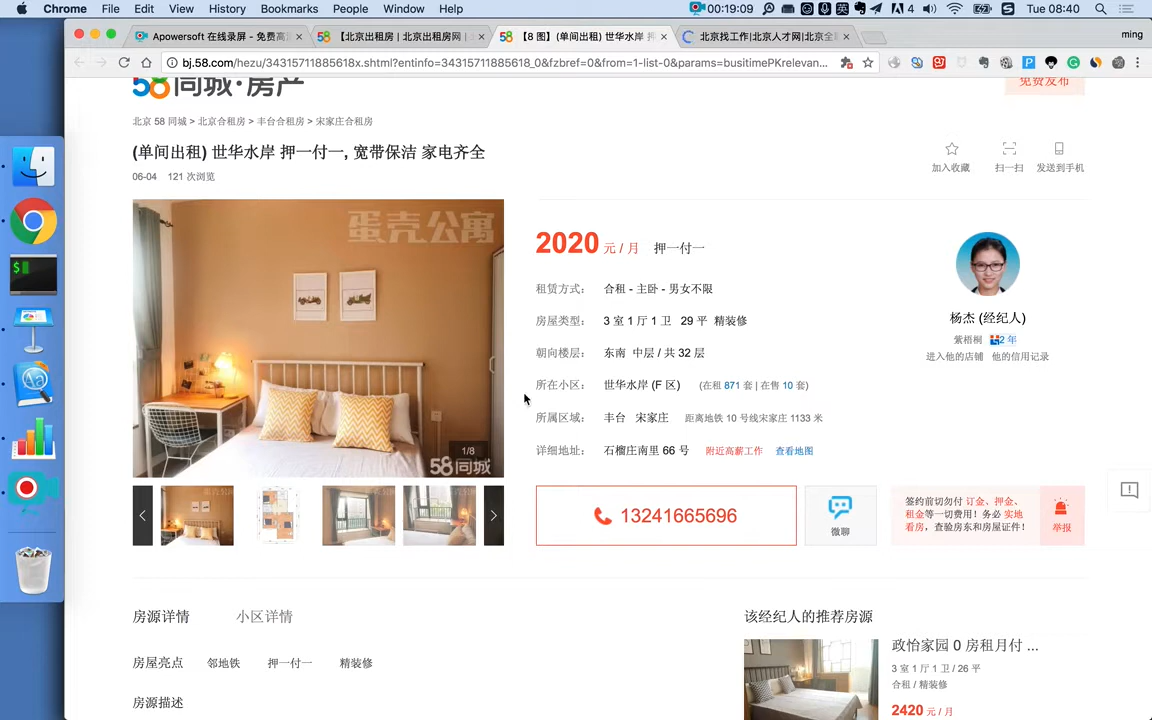 Chrome File Edit View History Bookmarks People Window Help 00:19:09 英 4 Tue 08:40
Apowersoft 在线录屏 - 免费高清 【北京出租房 | 北京出租房网 | 【8 图】(单间出租) 世华水岸 押 北京找工作|北京人才网|北京全 ming
bj.58.com/hezu/34315711885618x.shtml?entinfo=34315711885618_0&fzbref=0&from=1-list-0&params=busitimePKrelevan...
58同城·房产
免费发布
北京 58 同城 > 北京合租房 > 丰台合租房 > 宋家庄合租房
(单间出租) 世华水岸 押一付一, 宽带保洁 家电齐全
06-04 121 次浏览
加入收藏 扫一扫 发送到手机
蛋壳公寓
1/8
58同城
2020 元 / 月 押一付一
租赁方式： 合租 - 主卧 - 男女不限
房屋类型： 3 室 1 厅 1 卫 29 平 精装修
朝向楼层： 东南 中层 / 共 32 层
所在小区： 世华水岸 (F 区) (在租 871 套 | 在售 10 套)
所属区域： 丰台 宋家庄 距离地铁 10 号线宋家庄 1133 米
详细地址： 石榴庄南里 66 号 附近高薪工作 查看地图
杨杰 (经纪人)
紫梧桐 2 年
进入他的店铺 他的信用记录
13241665696
微聊
签约前切勿付 订金、押金、
租金等一切费用！务必 实地
看房，查验房东和房屋证件！
举报
房源详情 小区详情
房屋亮点 邻地铁 押一付一 精装修
房源描述
该经纪人的推荐房源
政怡家园 0 房租月付 ...
3 室 1 厅 1 卫 / 26 平
合租 / 精装修
2420 元 / 月